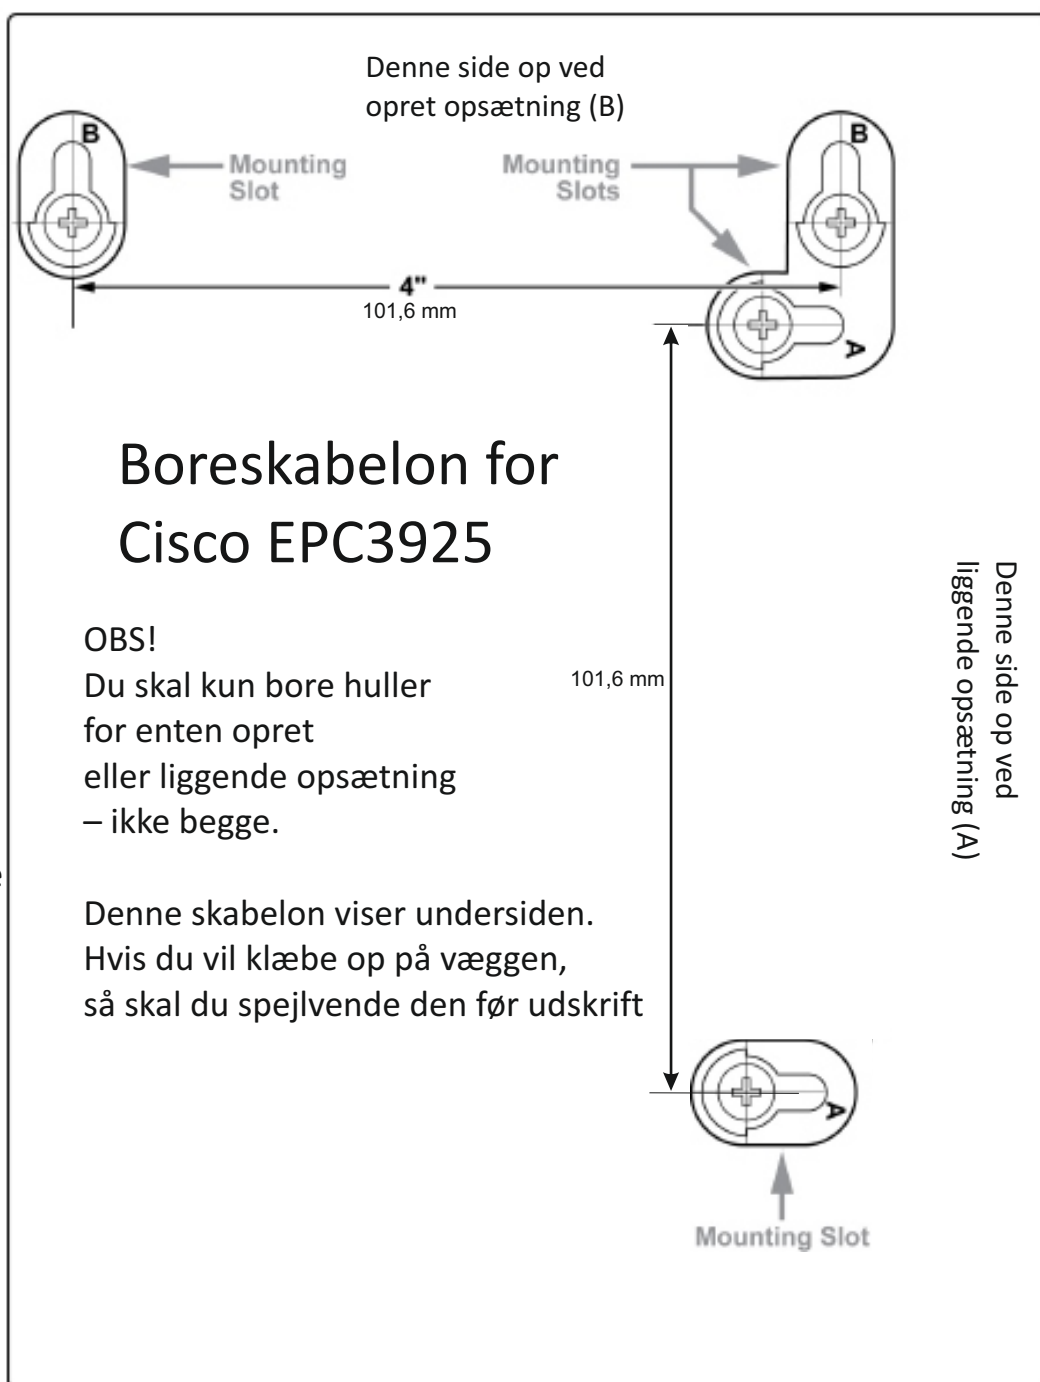 Denne side op ved
opret opsætning (B)
B
Mounting
Slot
Mounting
Slots
B
4"
101,6 mm
A
Boreskabelon for
Cisco EPC3925
OBS!
Du skal kun bore huller
for enten opret
eller liggende opsætning
– ikke begge.
101,6 mm
Denne side op ved
liggende opsætning (A)
Denne skabelon viser undersiden.
Hvis du vil klæbe op på væggen,
så skal du spejlvende den før udskrift
A
Mounting Slot